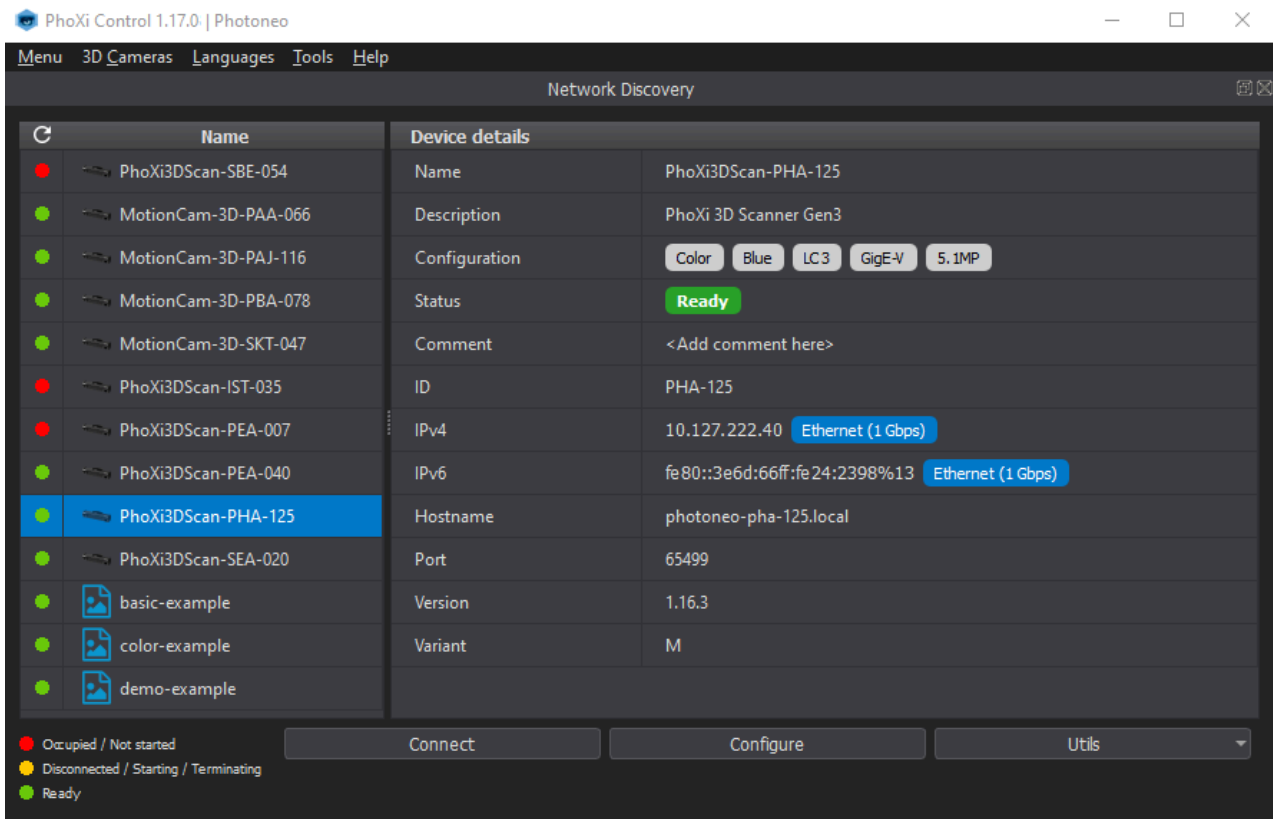 PhoXi Control 1.17.0 | Photoneo
Menu 3D Cameras Languages Tools Help
Network Discovery
Name Device details
PhoXi3DScan-SBE-054 Name PhoXi3DScan-PHA-125
MotionCam-3D-PAA-066 Description PhoXi 3D Scanner Gen3
MotionCam-3D-PAJ-116 Configuration Color Blue LC3 GigE-V 5.1MP
MotionCam-3D-PBA-078 Status Ready
MotionCam-3D-SKT-047 Comment <Add comment here>
PhoXi3DScan-IST-035 ID PHA-125
PhoXi3DScan-PEA-007 IPv4 10.127.222.40 Ethernet (1 Gbps)
PhoXi3DScan-PEA-040 IPv6 fe80::3e6d:66ff:fe24:2398%13 Ethernet (1 Gbps)
PhoXi3DScan-PHA-125 Hostname photoneo-pha-125.local
PhoXi3DScan-SEA-020 Port 65499
basic-example Version 1.16.3
color-example Variant M
demo-example
Occupied / Not started Connect Configure Utils
Disconnected / Starting / Terminating
Ready